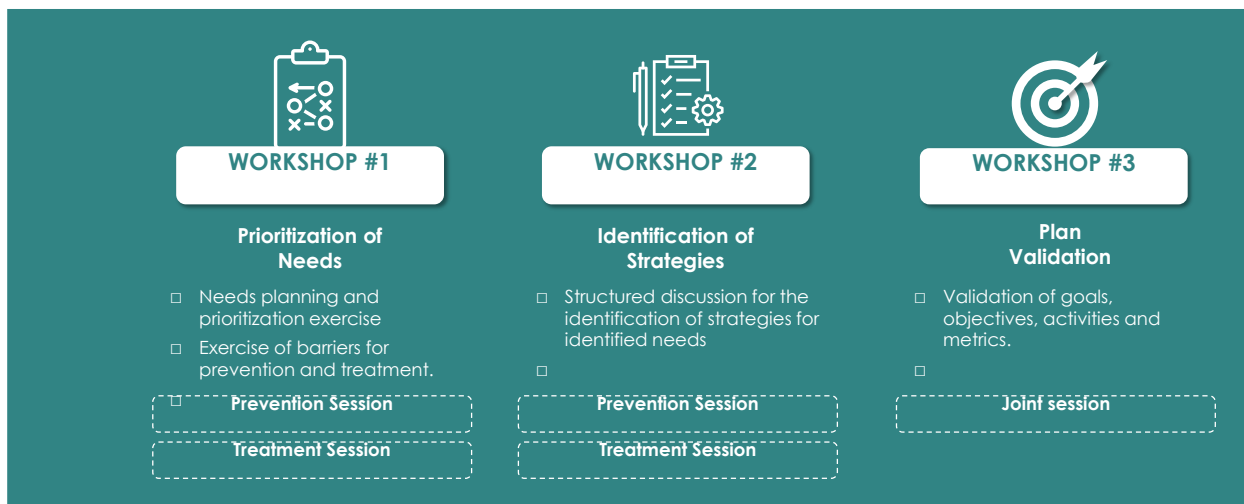 WORKSHOP #1
Prioritization of
Needs
□ Needs planning and
prioritization exercise
□ Exercise of barriers for
prevention and treatment.
□
Prevention Session
Treatment Session
WORKSHOP #2
Identification of
Strategies
□ Structured discussion for the
identification of strategies for
identified needs
□
Prevention Session
Treatment Session
WORKSHOP #3
Plan
Validation
□ Validation of goals,
objectives, activities and
metrics.
□
Joint session